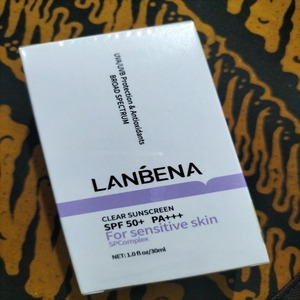 UVA/UVB Protection & Antioxidants
BROAD SPECTRUM
LANBENA
CLEAR SUNSCREEN
SPF 50+ PA+++
For sensitive skin
SPComplex
NET: 1.0 fl oz/30ml